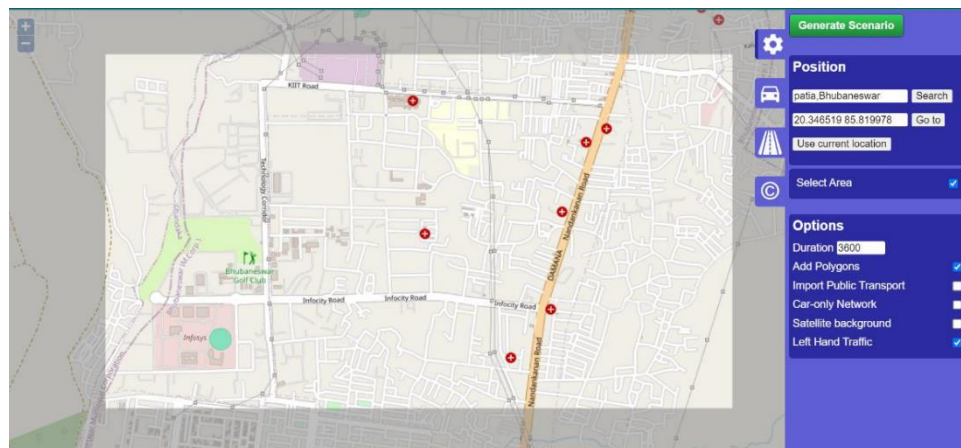 +
−
KIIT Road
Technology Corridor
Nandankanan Road
DAMANA
Bhubaneswar
Golf Club
Infocity Road
Infocity Road
Infocity Road
Infosys
Nandankanan Road
Generate Scenario
Position
patia,Bhubaneswar Search
20.346519 85.819978 Go to
Use current location
Select Area
Options
Duration 3600
Add Polygons
Import Public Transport
Car-only Network
Satellite background
Left Hand Traffic